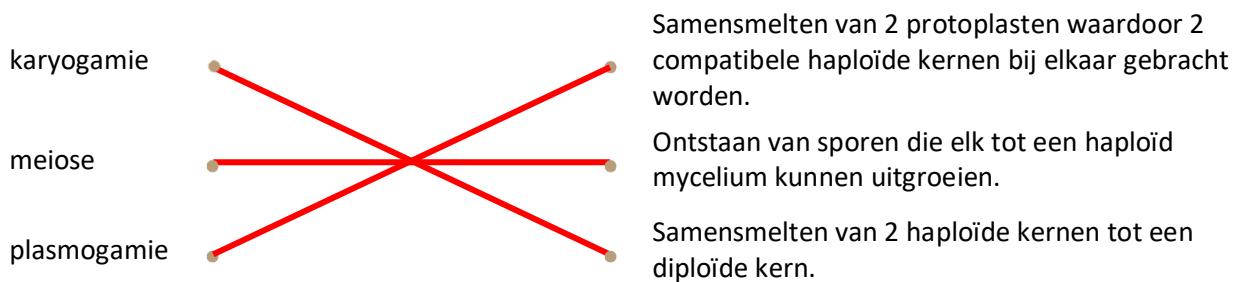 karyogamie
Samensmelten van 2 protoplasten waardoor 2
compatibele haploïde kernen bij elkaar gebracht
worden.
meiose
Ontstaan van sporen die elk tot een haploïd
mycelium kunnen uitgroeien.
plasmogamie
Samensmelten van 2 haploïde kernen tot een
diploïde kern.